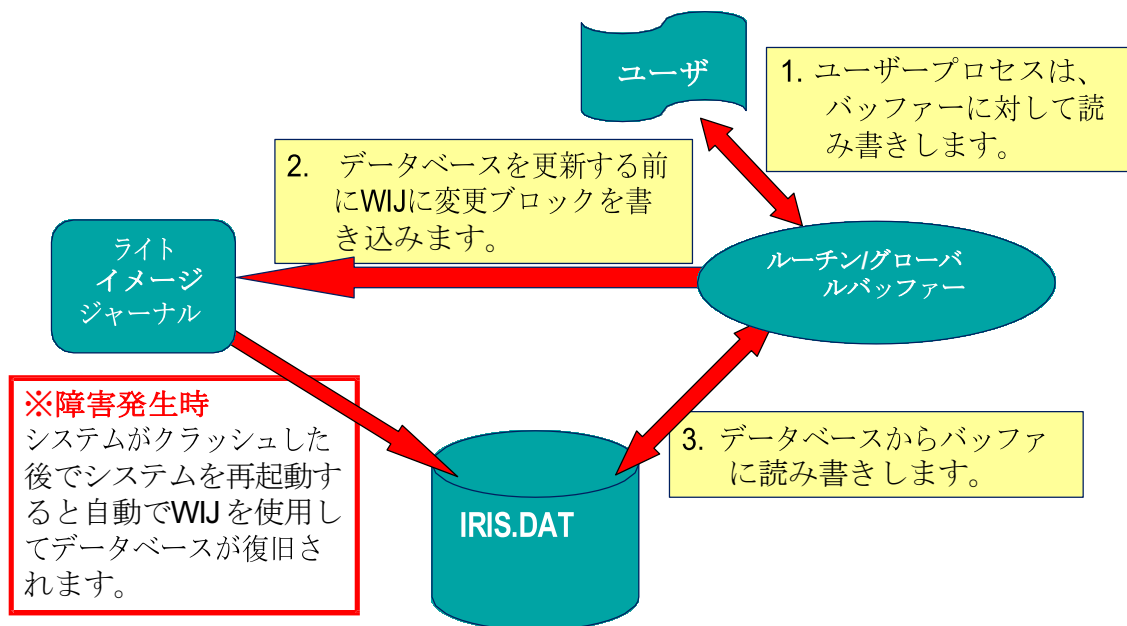 ユーザ
1. ユーザープロセスは、
バッファーに対して読
み書きします。
2. データベースを更新する前
にWIJに変更ブロックを書
き込みます。
ライト
イメージ
ジャーナル
ルーチン/グローバ
ルバッファー
※障害発生時
システムがクラッシュした
後でシステムを再起動す
ると自動でWIJ を使用し
てデータベースが復旧さ
れます。
3. データベースからバッファ
に読み書きします。
IRIS.DAT